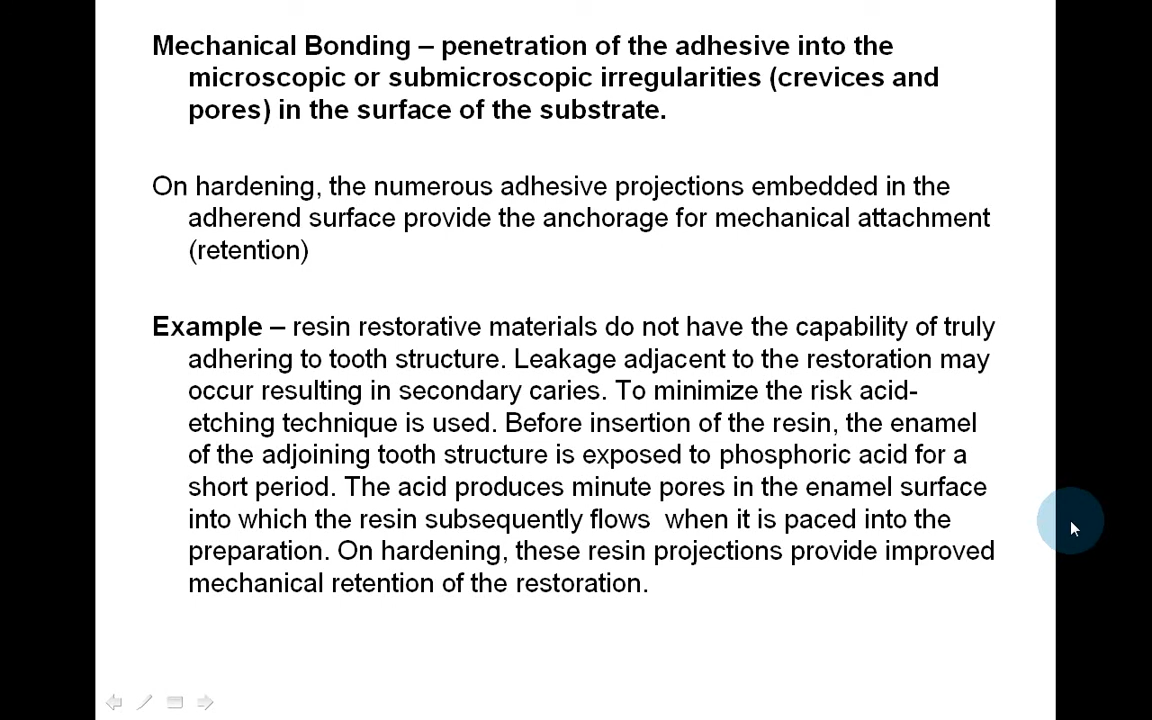 Mechanical Bonding – penetration of the adhesive into the
microscopic or submicroscopic irregularities (crevices and
pores) in the surface of the substrate.
On hardening, the numerous adhesive projections embedded in the
adherend surface provide the anchorage for mechanical attachment
(retention)
Example – resin restorative materials do not have the capability of truly
adhering to tooth structure. Leakage adjacent to the restoration may
occur resulting in secondary caries. To minimize the risk acid-
etching technique is used. Before insertion of the resin, the enamel
of the adjoining tooth structure is exposed to phosphoric acid for a
short period. The acid produces minute pores in the enamel surface
into which the resin subsequently flows  when it is paced into the
preparation. On hardening, these resin projections provide improved
mechanical retention of the restoration.